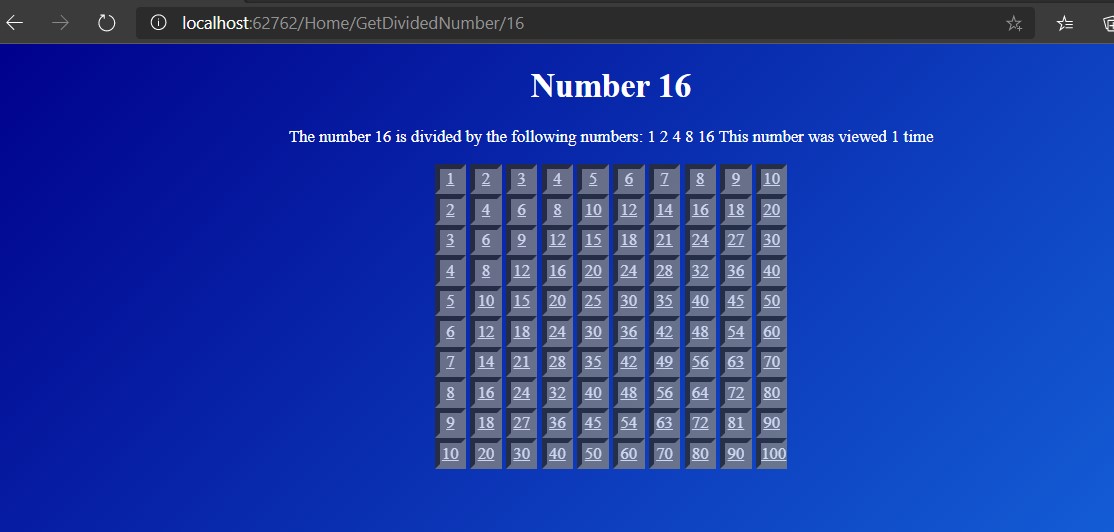 localhost:62762/Home/GetDividedNumber/16
Number 16
The number 16 is divided by the following numbers: 1 2 4 8 16 This number was viewed 1 time
1 2 3 4 5 6 7 8 9 10
2 4 6 8 10 12 14 16 18 20
3 6 9 12 15 18 21 24 27 30
4 8 12 16 20 24 28 32 36 40
5 10 15 20 25 30 35 40 45 50
6 12 18 24 30 36 42 48 54 60
7 14 21 28 35 42 49 56 63 70
8 16 24 32 40 48 56 64 72 80
9 18 27 36 45 54 63 72 81 90
10 20 30 40 50 60 70 80 90 100